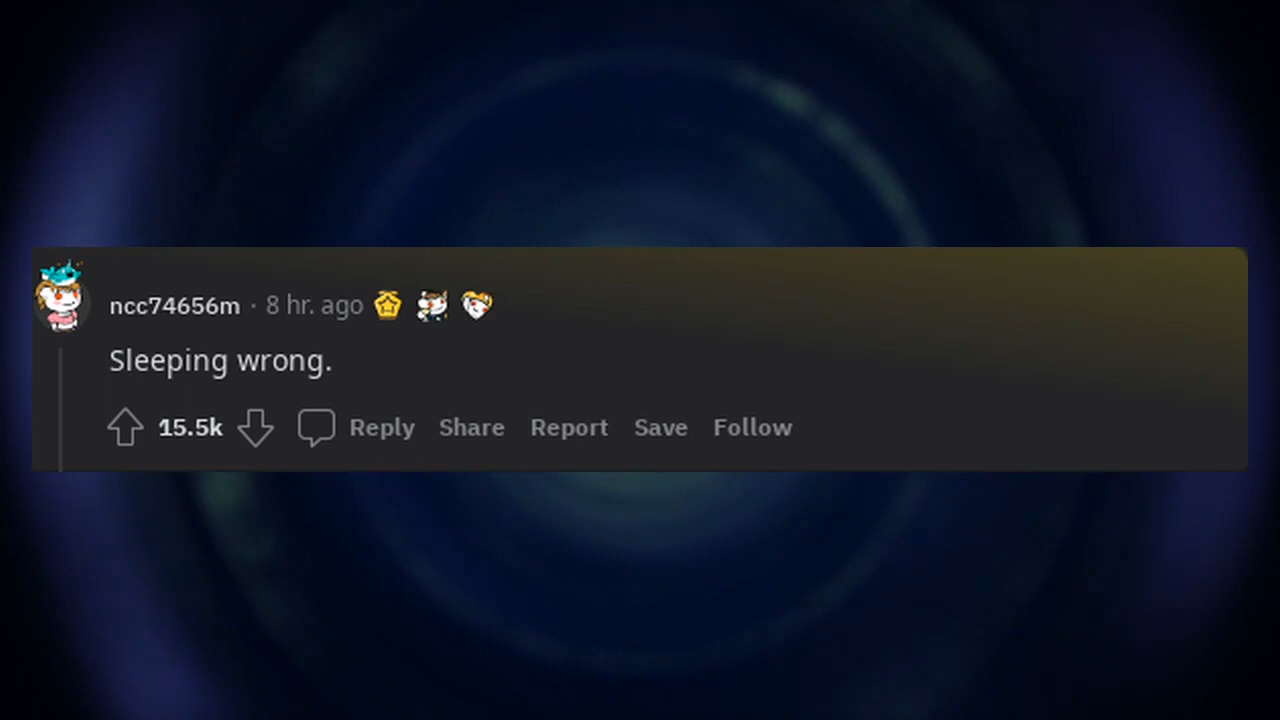 ncc74656m · 8 hr. ago
Sleeping wrong.
15.5k Reply Share Report Save Follow